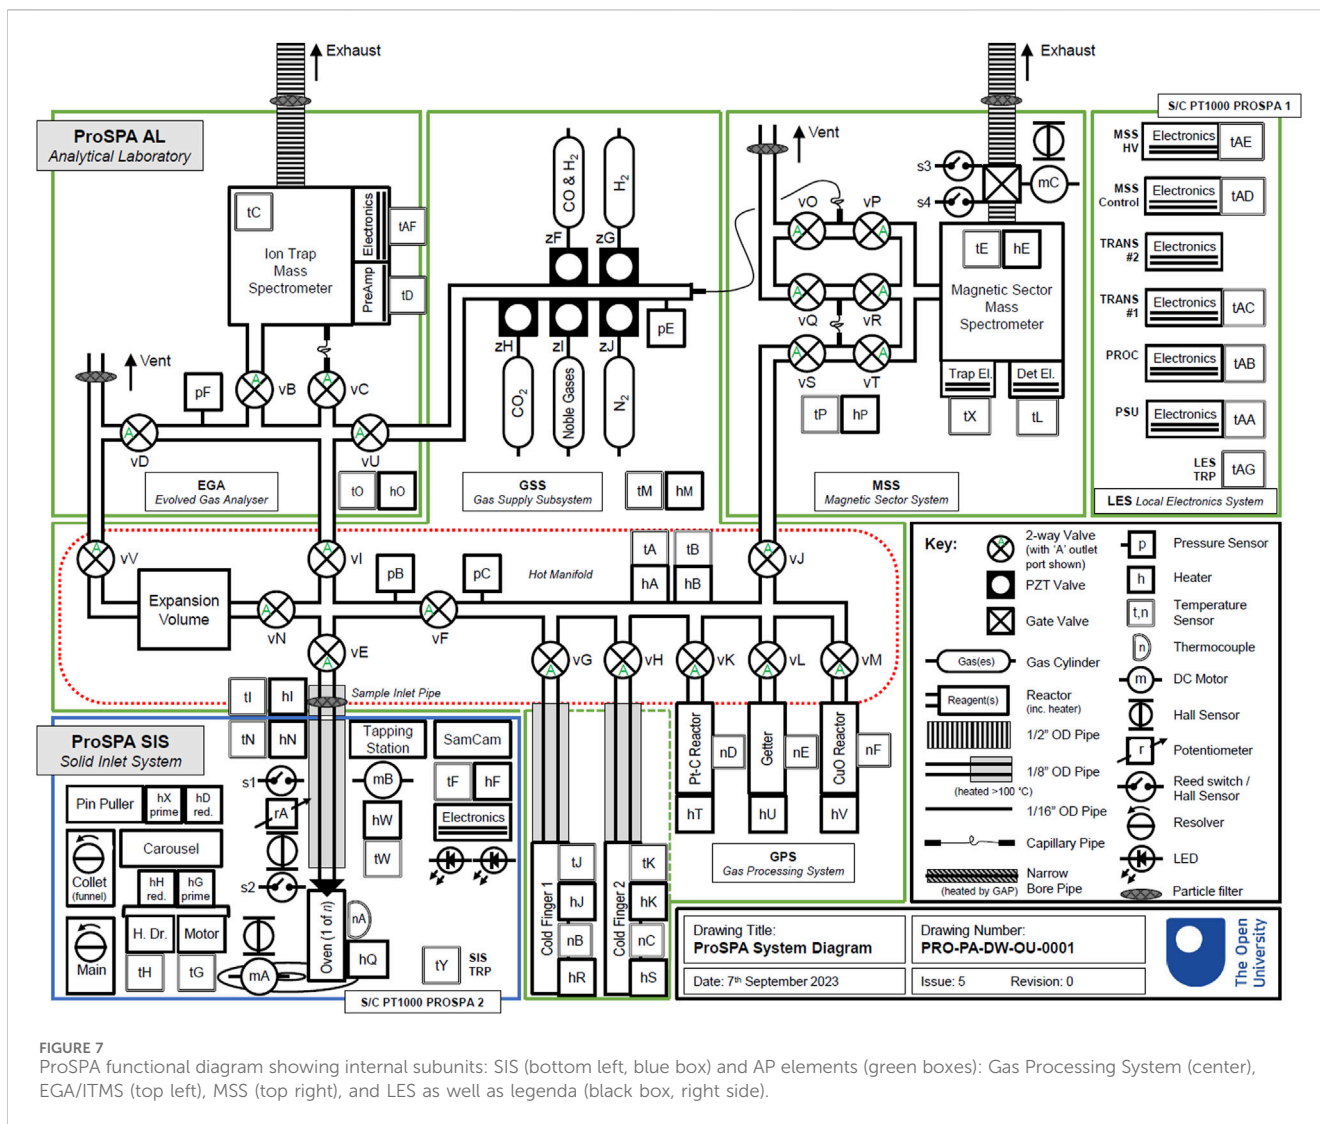 Exhaust
Exhaust
S/C PT1000 PROSPA 1
ProSPA AL
Analytical Laboratory
tC
Ion Trap
Mass
Spectrometer
Electronics
tAF
PreAmp
tD
Vent
pF
vB
vC
vD
vU
EGA
Evolved Gas Analyser
tO
hO
CO & H₂
H₂
zF
zG
zH
zI
zJ
pE
CO₂
Noble Gases
N₂
GSS
Gas Supply Subsystem
tM
hM
Vent
s3
s4
mC
vO
vP
vQ
vR
vS
vT
tE
hE
Magnetic Sector
Mass
Spectrometer
Trap El.
Det El.
tP
hP
tX
tL
MSS
Magnetic Sector System
MSS
HV
Electronics
tAE
MSS
Control
Electronics
tAD
TRANS
#2
Electronics
TRANS
#1
Electronics
tAC
PROC
Electronics
tAB
PSU
Electronics
tAA
LES
TRP
tAG
LES Local Electronics System
vV
vI
pB
pC
Hot Manifold
tA
tB
hA
hB
vJ
Expansion
Volume
vN
vF
vE
vG
vH
vK
vL
vM
Sample Inlet Pipe
tI
hI
tN
hN
ProSPA SIS
Solid Inlet System
Tapping
Station
SamCam
s1
mB
tF
hF
Pin Puller
hX
prime
hD
red.
rA
hW
Electronics
Carousel
tW
Collet
(funnel)
hH
red.
hG
prime
s2
H. Dr.
Motor
Main
tH
tG
mA
Oven (1 of n)
nA
hQ
tY
SIS
TRP
S/C PT1000 PROSPA 2
Cold Finger 1
tJ
hJ
nB
hR
Cold Finger 2
tK
hK
nC
hS
Pt-C Reactor
nD
hT
Getter
nE
hU
CuO Reactor
nF
hV
GPS
Gas Processing System
Key:
A
2-way Valve
(with 'A' outlet
port shown)
PZT Valve
Gate Valve
Gas(es)
Gas Cylinder
Reagent(s)
Reactor
(inc. heater)
1/2" OD Pipe
1/8" OD Pipe
(heated >100 °C)
1/16" OD Pipe
Capillary Pipe
Narrow
Bore Pipe
(heated by GAP)
p
Pressure Sensor
h
Heater
t,n
Temperature
Sensor
n
Thermocouple
m
DC Motor
Hall Sensor
r
Potentiometer
Reed switch /
Hall Sensor
Resolver
LED
Particle filter
Drawing Title:
ProSPA System Diagram
Drawing Number:
PRO-PA-DW-OU-0001
Date: 7th September 2023
Issue: 5
Revision: 0
The Open
University
FIGURE 7
ProSPA functional diagram showing internal subunits: SIS (bottom left, blue box) and AP elements (green boxes): Gas Processing System (center),
EGA/ITMS (top left), MSS (top right), and LES as well as legenda (black box, right side).